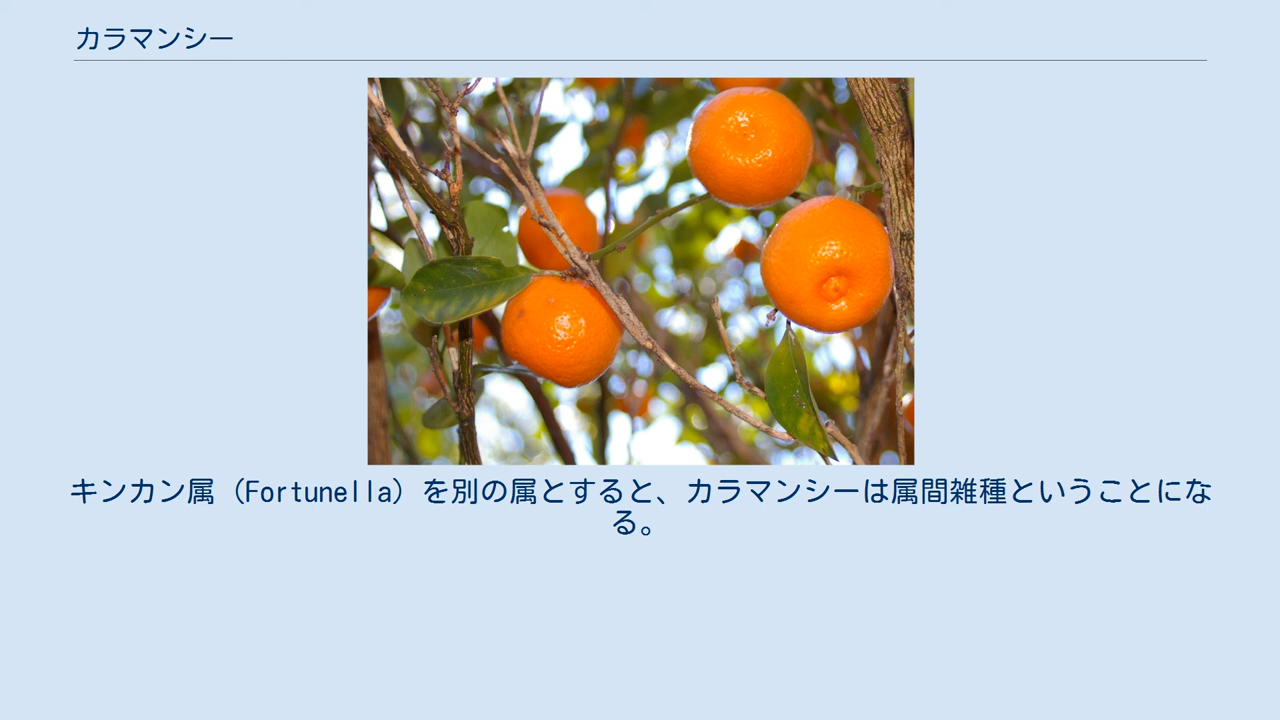 カラマンシー
キンカン属（Fortunella）を別の属とすると、カラマンシーは属間雑種ということにな
る。